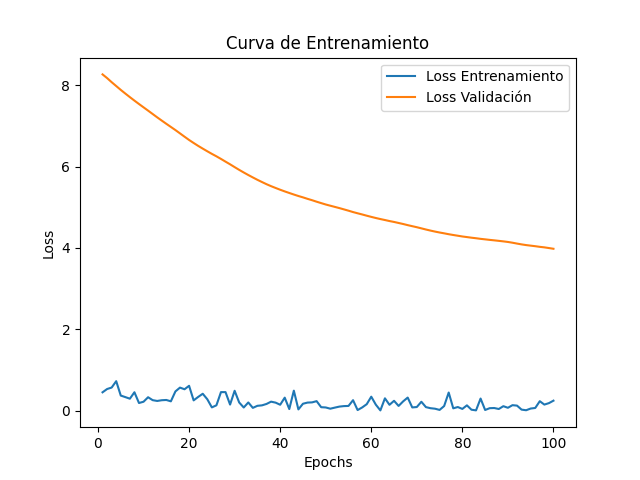 Curva de Entrenamiento
Loss Entrenamiento
Loss Validación
Loss
8
6
4
2
0
0 20 40 60 80 100
Epochs